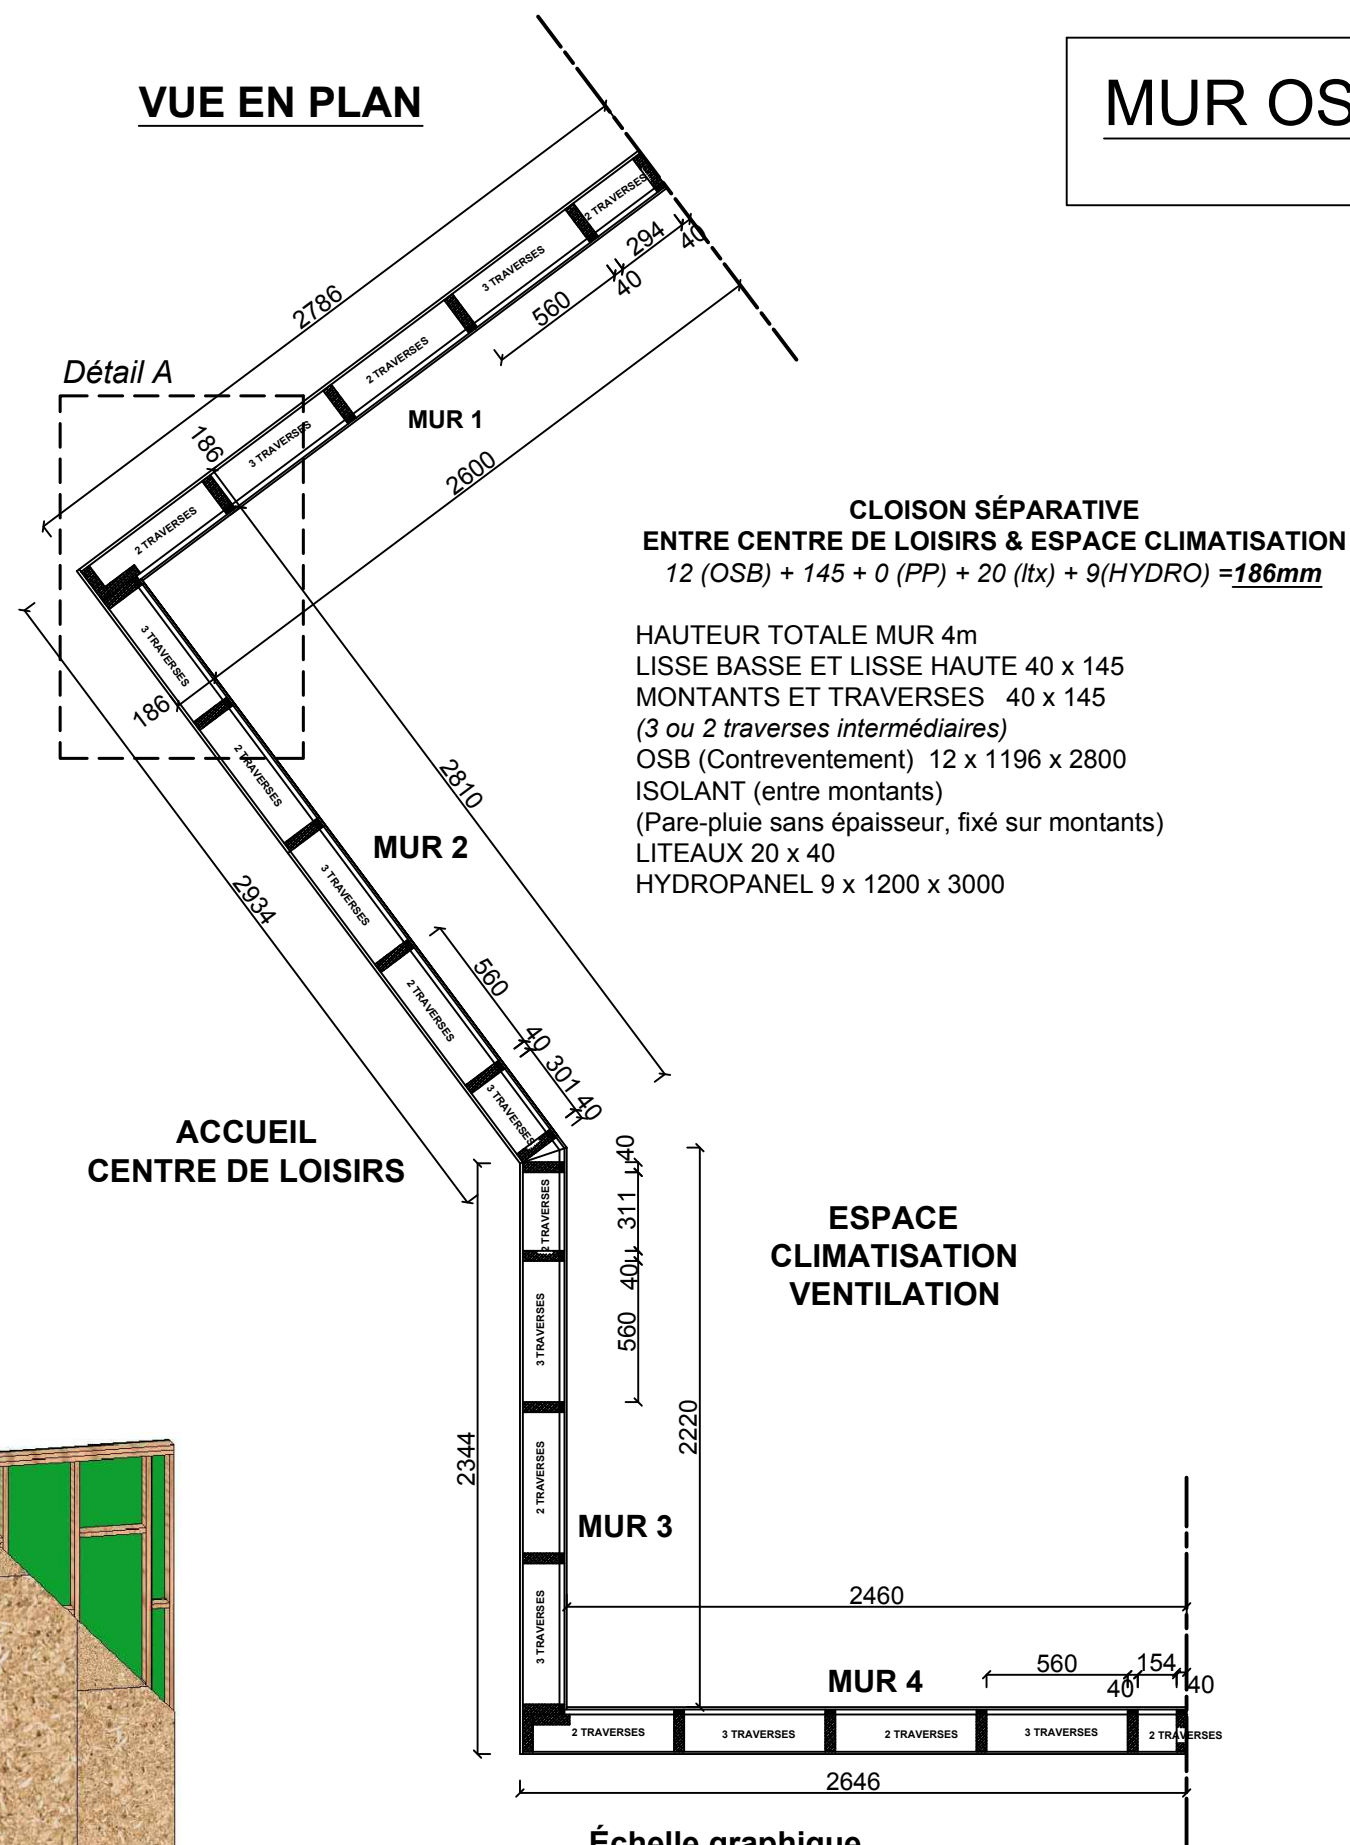 VUE EN PLAN
MUR OS
2 TRAVERSES
3 TRAVERSES
2 TRAVERSES
3 TRAVERSES
2 TRAVERSES
294
40
40
560
2786
2600
186
MUR 1
Détail A
CLOISON SÉPARATIVE
ENTRE CENTRE DE LOISIRS & ESPACE CLIMATISATION
12 (OSB) + 145 + 0 (PP) + 20 (ltx) + 9(HYDRO) =186mm
HAUTEUR TOTALE MUR 4m
LISSE BASSE ET LISSE HAUTE 40 x 145
MONTANTS ET TRAVERSES 40 x 145
(3 ou 2 traverses intermédiaires)
OSB (Contreventement) 12 x 1196 x 2800
ISOLANT (entre montants)
(Pare-pluie sans épaisseur, fixé sur montants)
LITEAUX 20 x 40
HYDROPANEL 9 x 1200 x 3000
3 TRAVERSES
186
2 TRAVERSES
3 TRAVERSES
2 TRAVERSES
3 TRAVERSES
MUR 2
2810
2934
560
40
301
40
ACCUEIL
CENTRE DE LOISIRS
ESPACE
CLIMATISATION
VENTILATION
40
311
40
560
2 TRAVERSES
3 TRAVERSES
2 TRAVERSES
3 TRAVERSES
2344
2220
MUR 3
2460
MUR 4
560
154
40
40
2 TRAVERSES
3 TRAVERSES
2 TRAVERSES
3 TRAVERSES
2 TRAVERSES
2646
Échelle graphique